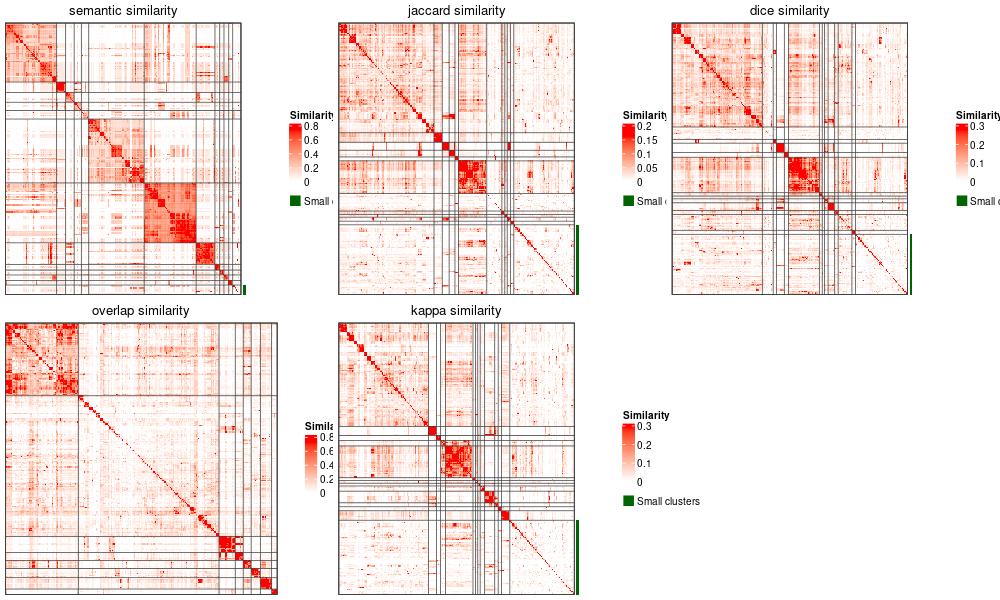 semantic similarity
Similarity
0.8
0.6
0.4
0.2
0
Small
jaccard similarity
Similarity
0.2
0.15
0.1
0.05
0
Small
dice similarity
Similarity
0.3
0.2
0.1
0
Small
overlap similarity
Simila
0.8
0.6
0.4
0.2
0
kappa similarity
Similarity
0.3
0.2
0.1
0
Small clusters